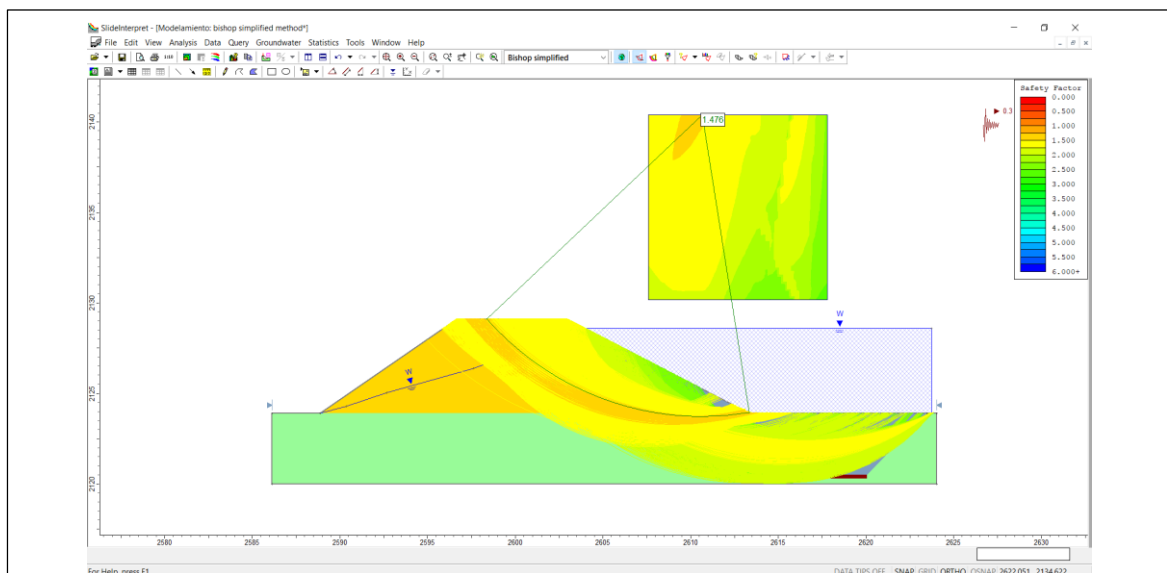 SlideInterpret - [Modelamiento: bishop simplified method*]
File Edit View Analysis Data Query Groundwater Statistics Tools Window Help
Bishop simplified
Safety Factor
0.000
0.500
1.000
1.500
2.000
2.500
3.000
3.500
4.000
4.500
5.000
5.500
6.000+
0.3
1.476
W
W
2140
2135
2130
2125
2120
2580 2585 2590 2595 2600 2605 2610 2615 2620 2625 2630
For Help, press F1
DATA TIPS OFF SNAP GRID ORTHO OSNAP 2622.051, 2134.622